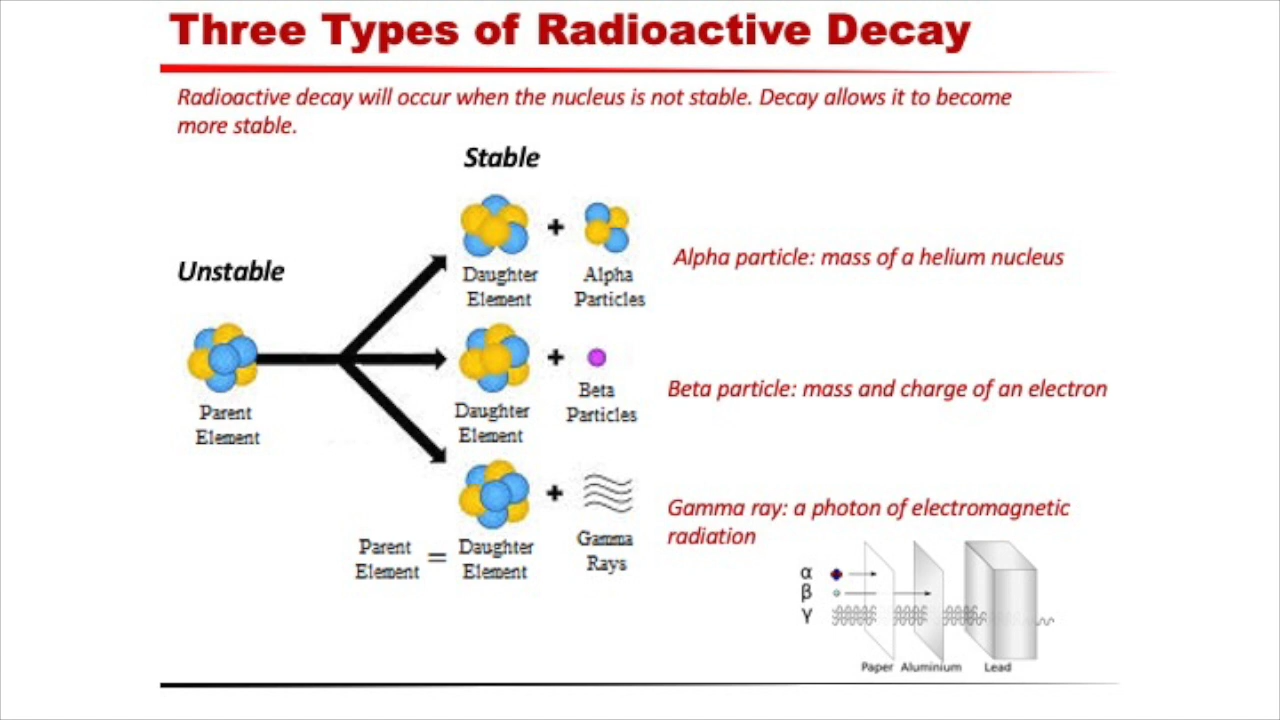 Three Types of Radioactive Decay
Radioactive decay will occur when the nucleus is not stable. Decay allows it to become
more stable.
Stable
Unstable
+
Daughter
Element
Alpha
Particles
Alpha particle: mass of a helium nucleus
Parent
Element
+
Daughter
Element
Beta
Particles
Beta particle: mass and charge of an electron
+
Parent
Element
=
Daughter
Element
Gamma
Rays
Gamma ray: a photon of electromagnetic
radiation
α
β
γ
Paper
Aluminium
Lead